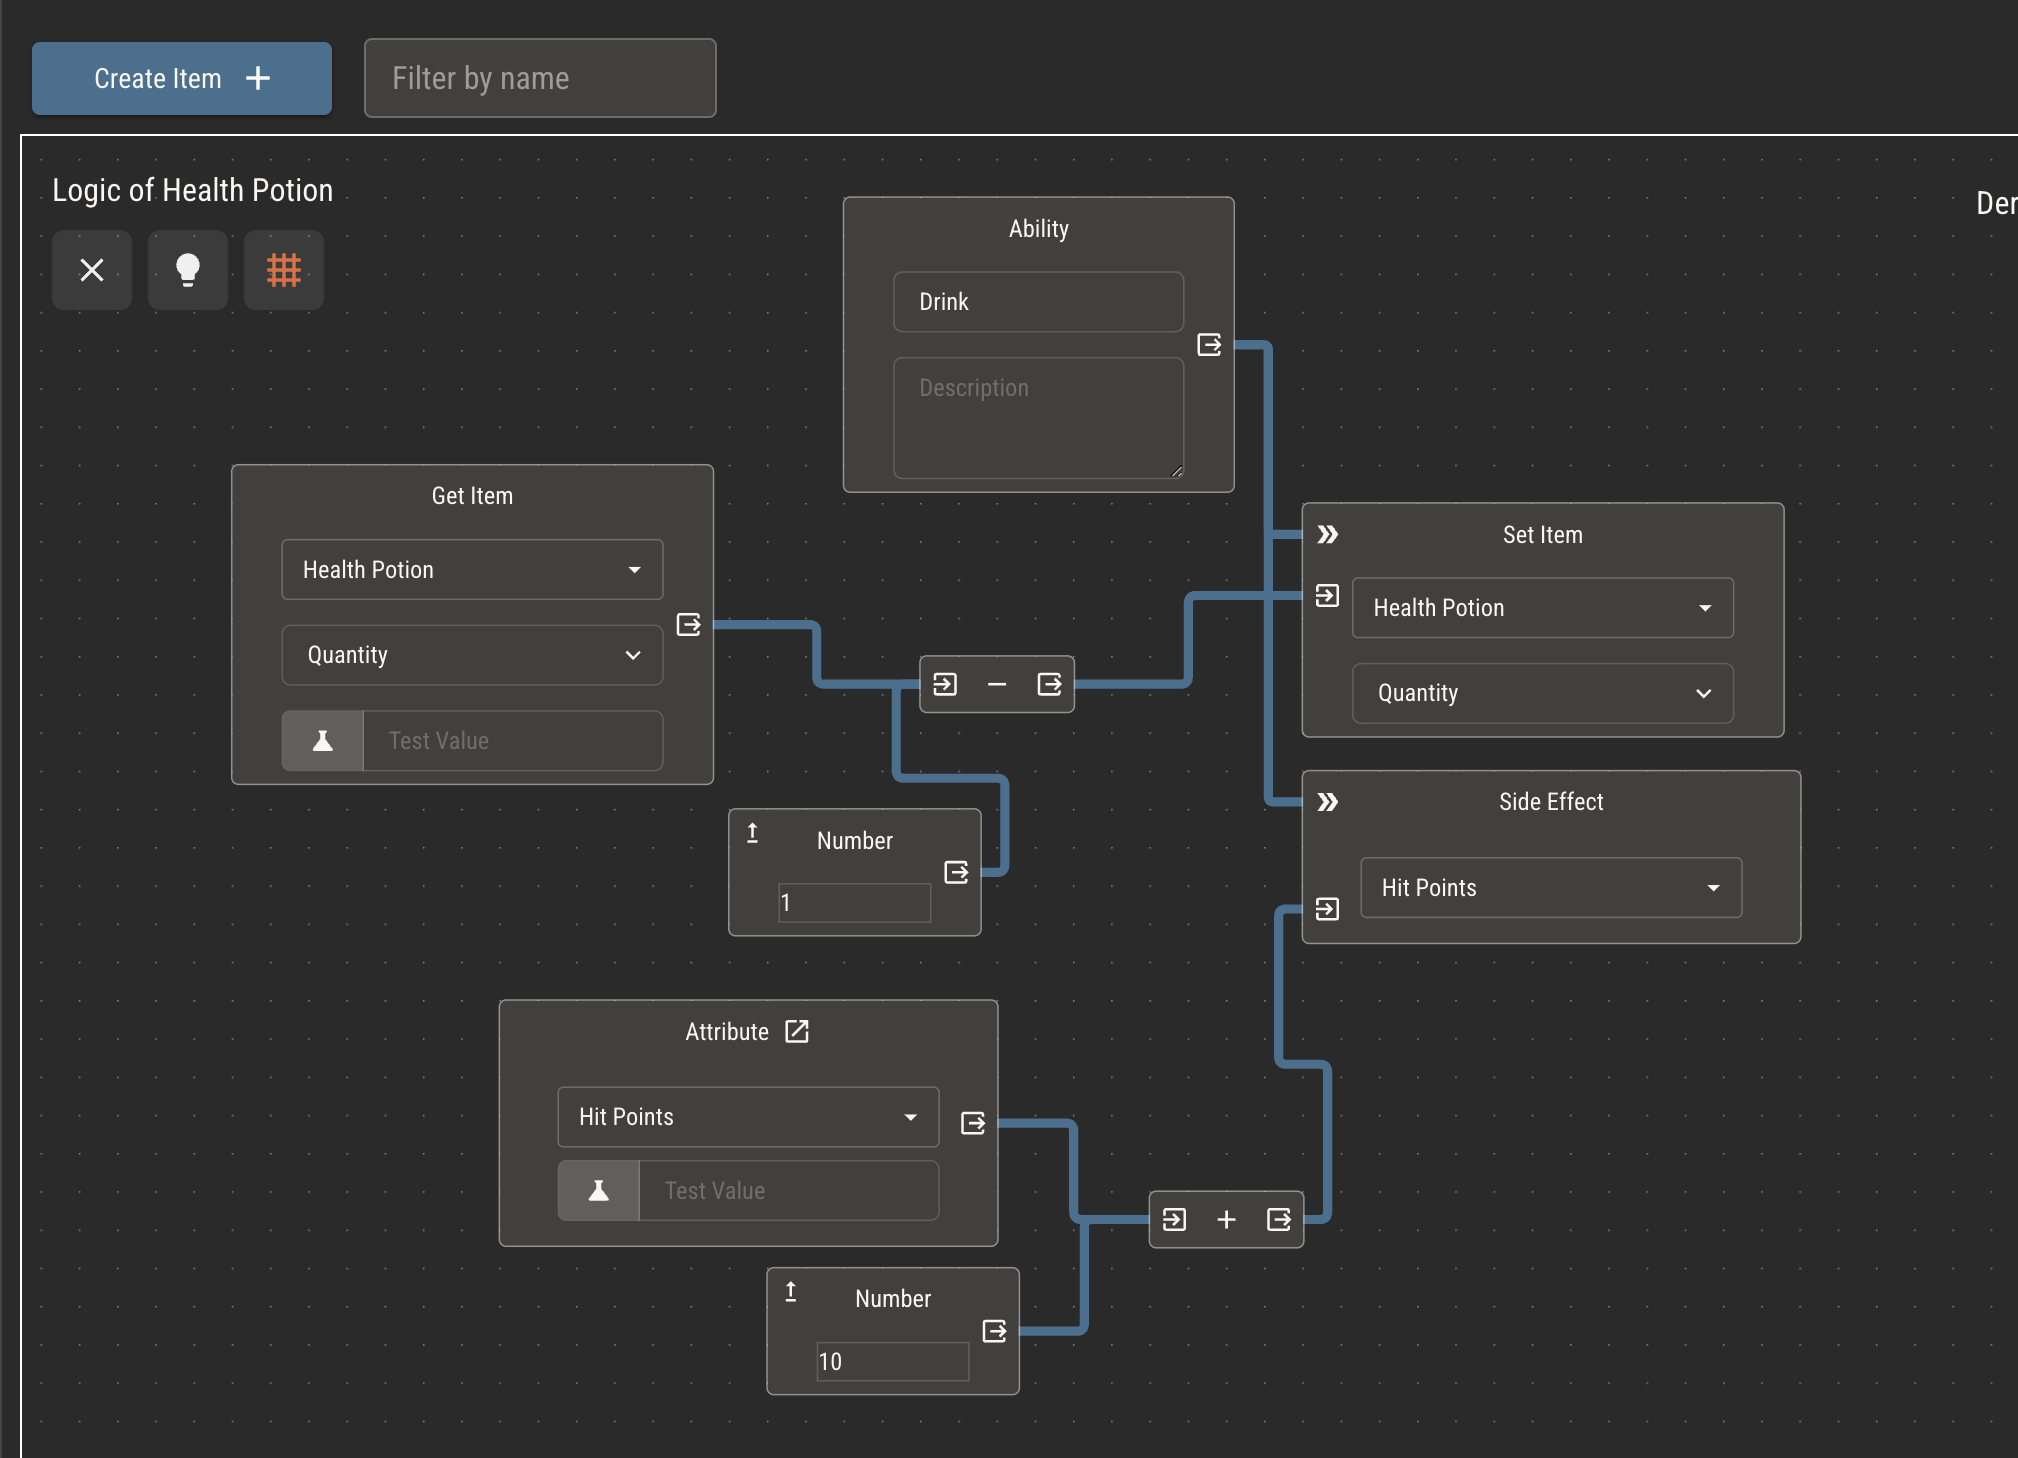 Create Item +
Filter by name
Logic of Health Potion
Der
Ability
Drink
Description
Get Item
Health Potion
Quantity
Test Value
Set Item
Health Potion
Quantity
−
Number
1
Side Effect
Hit Points
Attribute
Hit Points
Test Value
+
Number
10